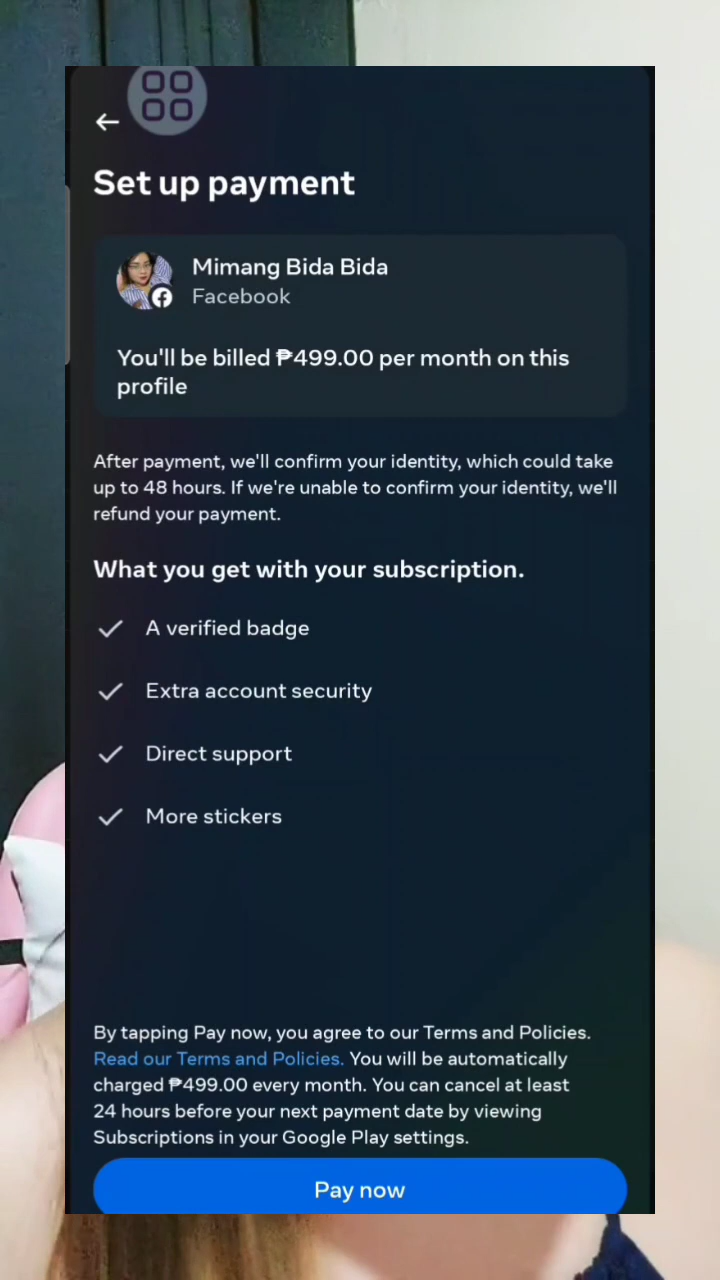 Set up payment
Mimang Bida Bida
Facebook
You'll be billed ₱499.00 per month on this
profile
After payment, we'll confirm your identity, which could take
up to 48 hours. If we're unable to confirm your identity, we'll
refund your payment.
What you get with your subscription.
A verified badge
Extra account security
Direct support
More stickers
By tapping Pay now, you agree to our Terms and Policies.
Read our Terms and Policies. You will be automatically
charged ₱499.00 every month. You can cancel at least
24 hours before your next payment date by viewing
Subscriptions in your Google Play settings.
Pay now